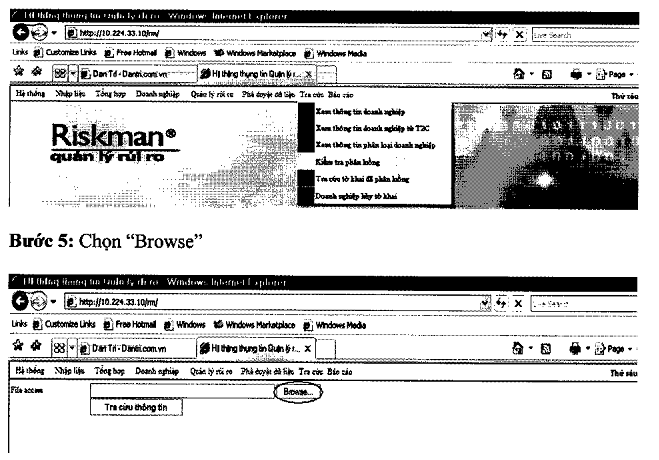 Hệ thống thông tin Quản lý rủi ro - Windows Internet Explorer
http://10.224.33.10/rm/ Live Search
Links Customize Links Free Hotmail Windows Windows Marketplace Windows Media
Dan Tri - Dantri.com.vn Hệ thống thông tin Quản lý r... X Page
Hệ thống Nhập liệu Tổng hợp Doanh nghiệp Quản lý rủi ro Phê duyệt dữ liệu Tra cứu Báo cáo Thứ sáu
Xem thông tin doanh nghiệp
Xem thông tin doanh nghiệp từ T2C
Riskman®
Xem thông tin phân loại doanh nghiệp
quản lý rủi ro
Kiểm tra phân luồng
Tra cứu tờ khai đã phân luồng
Doanh nghiệp hủy tờ khai
Bước 5: Chọn “Browse”
Hệ thống thông tin Quản lý rủi ro - Windows Internet Explorer
http://10.224.33.10/rm/ Live Search
Links Customize Links Free Hotmail Windows Windows Marketplace Windows Media
Dan Tri - Dantri.com.vn Hệ thống thông tin Quản lý r... X Page
Hệ thống Nhập liệu Tổng hợp Doanh nghiệp Quản lý rủi ro Phê duyệt dữ liệu Tra cứu Báo cáo Thứ sáu
File access Browse...
Tra cứu thông tin